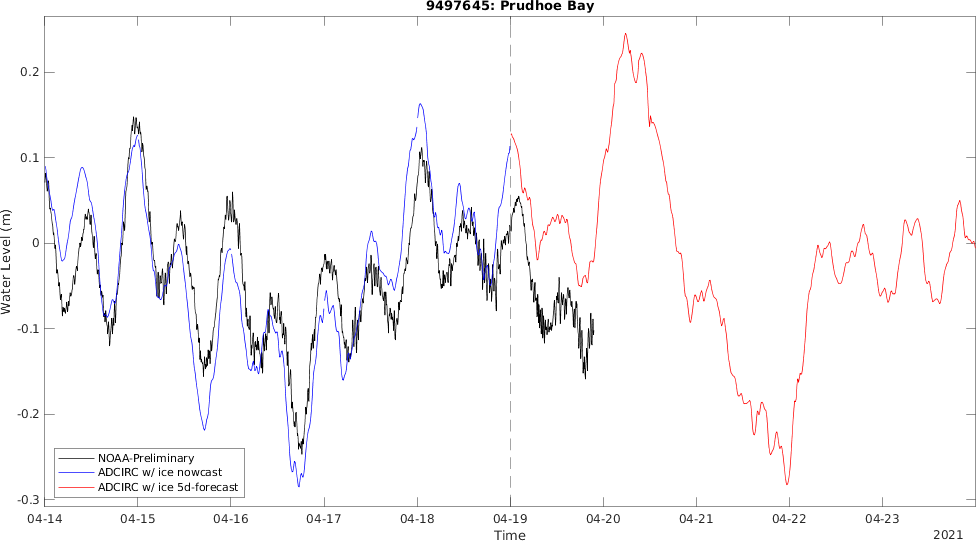 9497645: Prudhoe Bay
Water Level (m)
0.2
0.1
0
-0.1
-0.2
-0.3
NOAA-Preliminary
ADCIRC w/ ice nowcast
ADCIRC w/ ice 5d-forecast
04-14 04-15 04-16 04-17 04-18 04-19 04-20 04-21 04-22 04-23
Time
2021